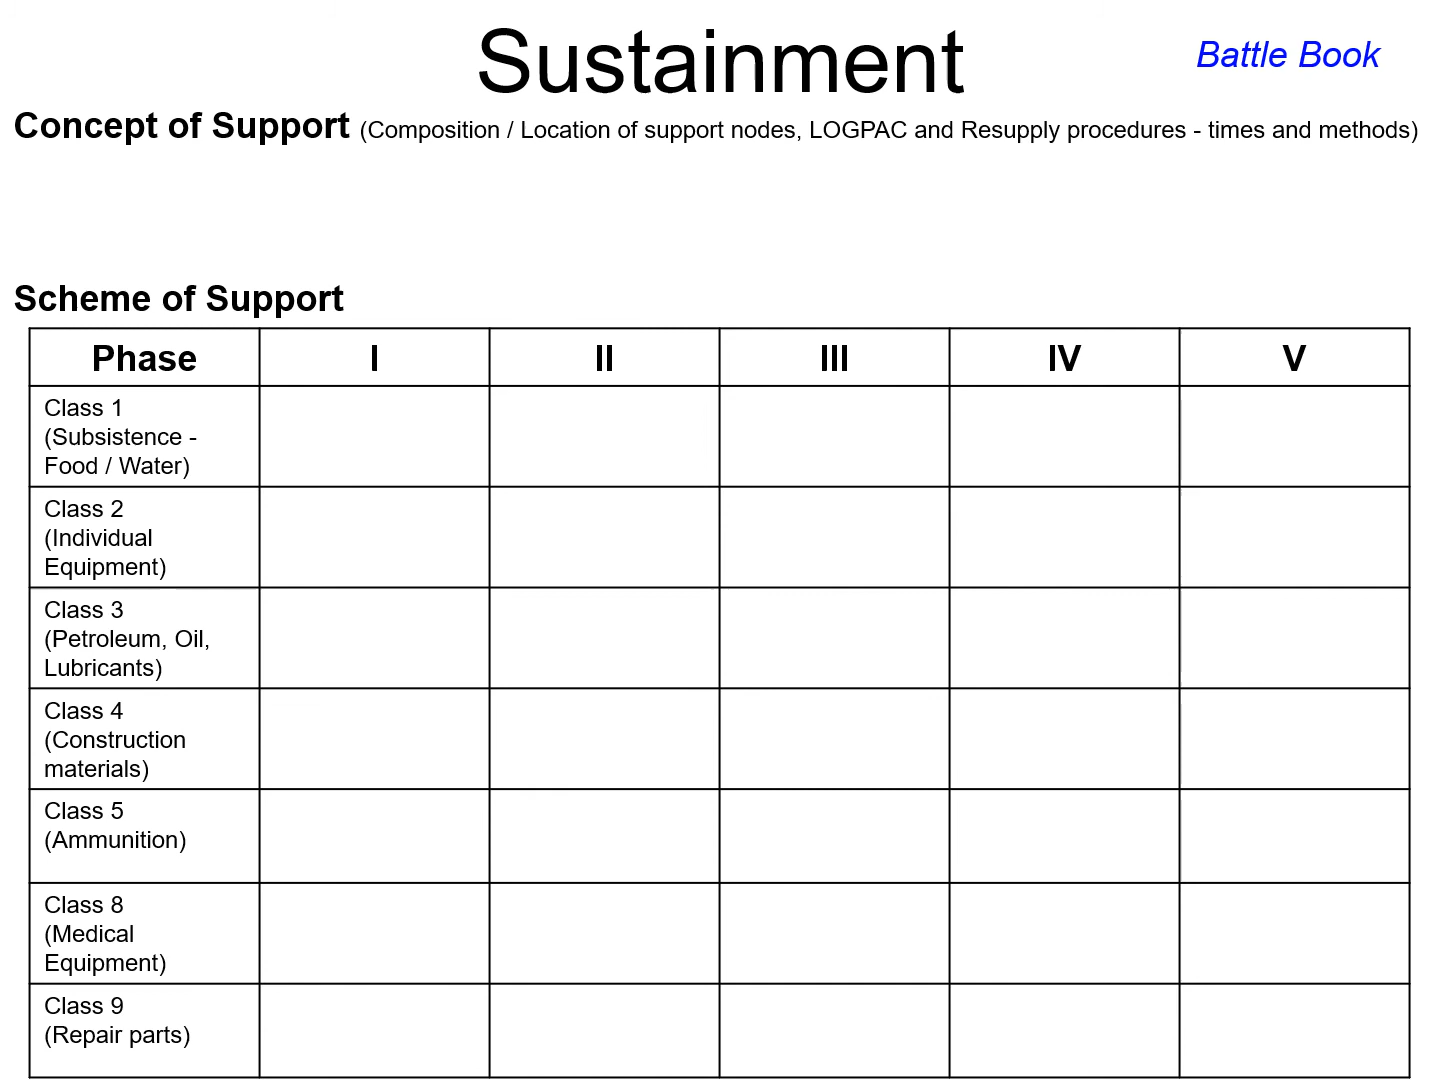 Sustainment
Battle Book
Concept of Support (Composition / Location of support nodes, LOGPAC and Resupply procedures - times and methods)
Scheme of Support
Phase I II III IV V
Class 1
(Subsistence -
Food / Water)
Class 2
(Individual
Equipment)
Class 3
(Petroleum, Oil,
Lubricants)
Class 4
(Construction
materials)
Class 5
(Ammunition)
Class 8
(Medical
Equipment)
Class 9
(Repair parts)